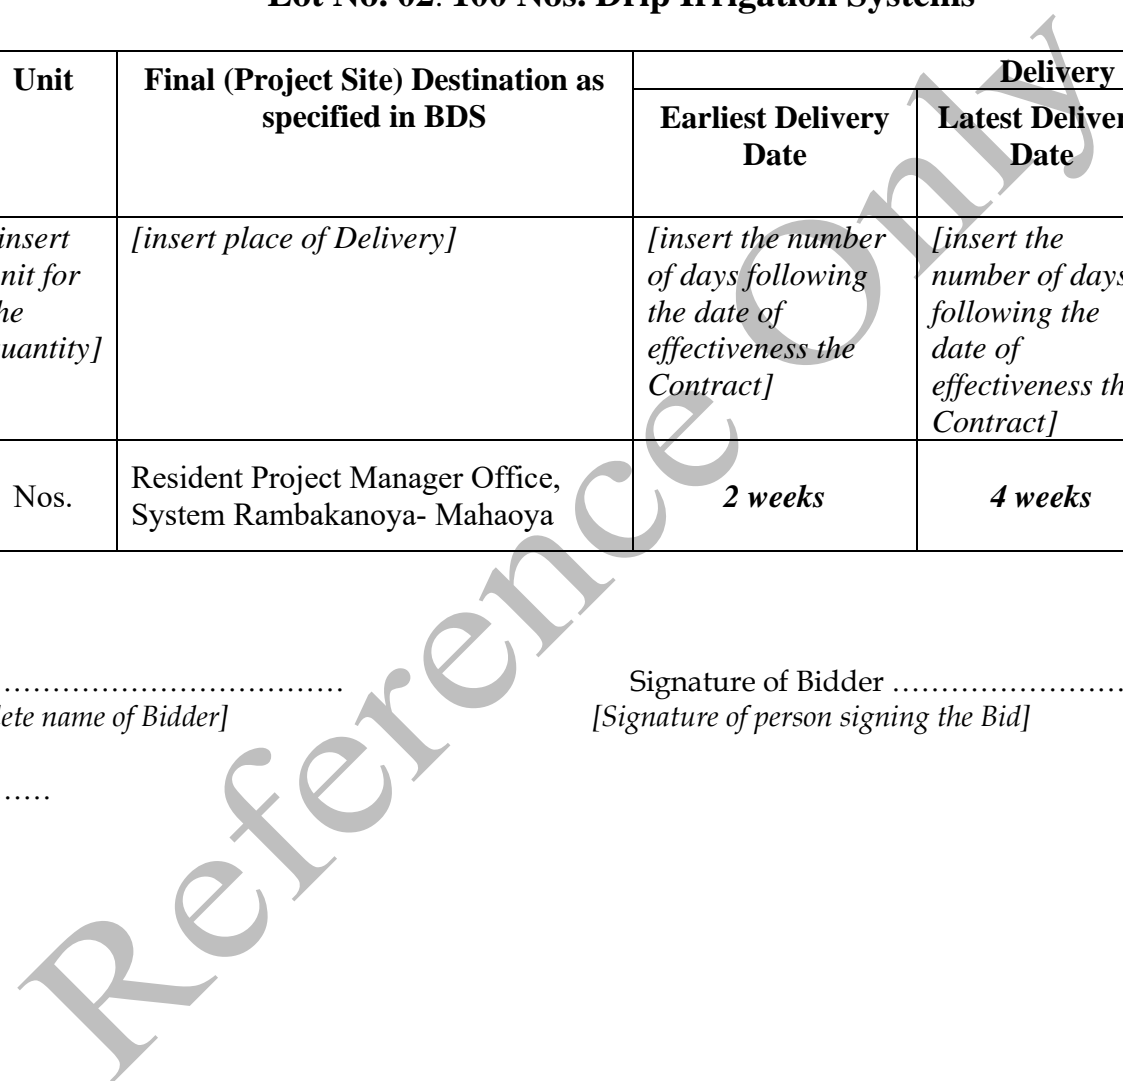 Lot No. 02. 100 Nos. Drip Irrigation Systems
Unit
Final (Project Site) Destination as
specified in BDS
Delivery
Earliest Delivery
Date
Latest Deliver
Date
insert
nit for
he
uantity]
[insert place of Delivery]
[insert the number
of days following
the date of
effectiveness the
Contract]
[insert the
number of days
following the
date of
effectiveness th
Contract]
Nos.
Resident Project Manager Office,
System Rambakanoya- Mahaoya
2 weeks
4 weeks
……………………………… Signature of Bidder ……………………
lete name of Bidder] [Signature of person signing the Bid]
…..
Reference Only